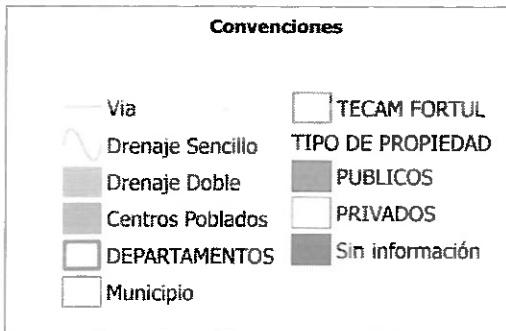 Convenciones
Via
Drenaje Sencillo
Drenaje Doble
Centros Poblados
DEPARTAMENTOS
Municipio
TECAM FORTUL
TIPO DE PROPIEDAD
PUBLICOS
PRIVADOS
Sin información